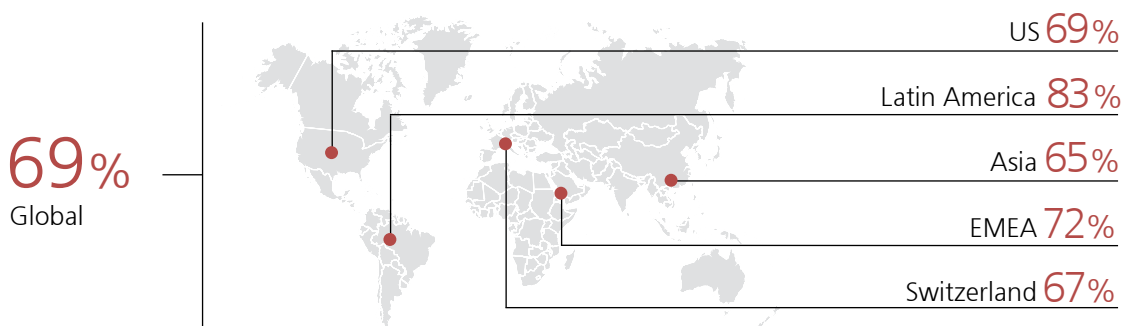 69%
Global
US 69%
Latin America 83%
Asia 65%
EMEA 72%
Switzerland 67%